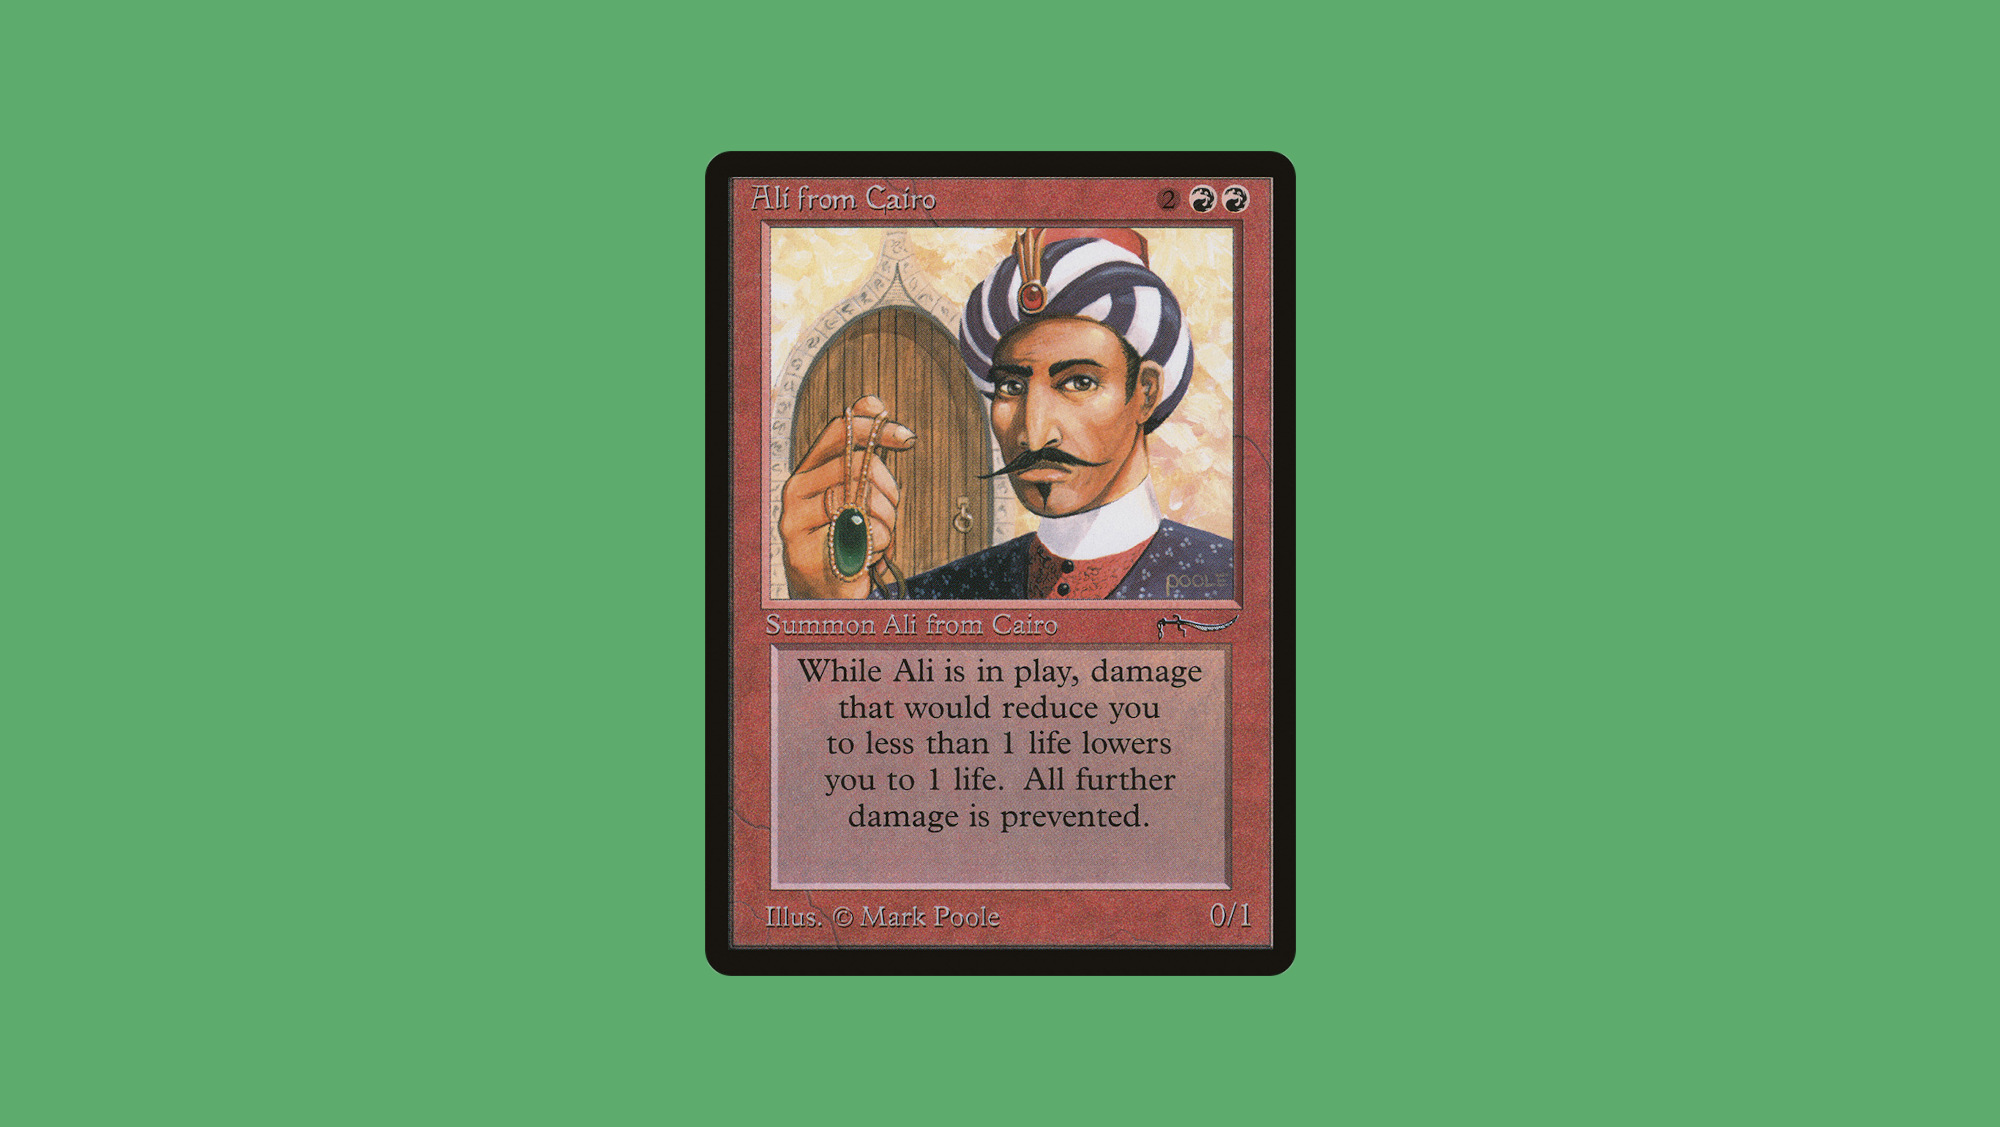 Ali from Cairo 2
POOLE
Summon Ali from Cairo
While Ali is in play, damage
that would reduce you
to less than 1 life lowers
you to 1 life. All further
damage is prevented.
Illus. © Mark Poole 0/1